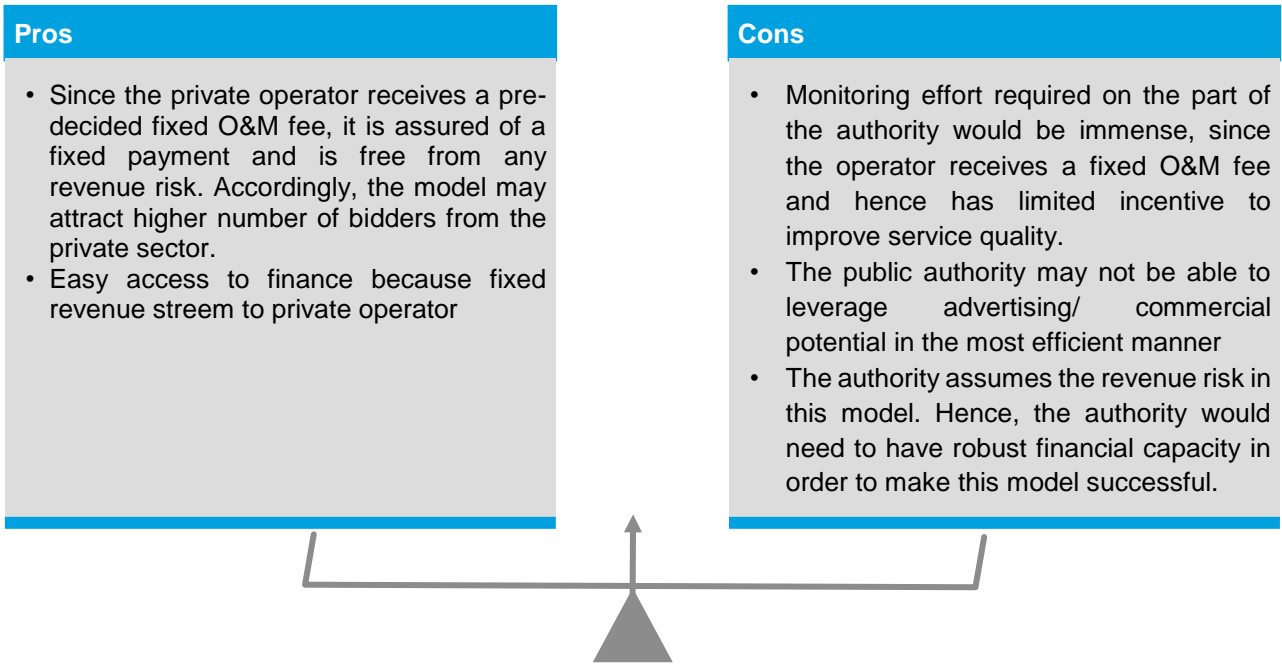 Pros
• Since the private operator receives a pre-
decided fixed O&M fee, it is assured of a
fixed payment and is free from any
revenue risk. Accordingly, the model may
attract higher number of bidders from the
private sector.
• Easy access to finance because fixed
revenue streem to private operator
Cons
• Monitoring effort required on the part of
the authority would be immense, since
the operator receives a fixed O&M fee
and hence has limited incentive to
improve service quality.
• The public authority may not be able to
leverage advertising/ commercial
potential in the most efficient manner
• The authority assumes the revenue risk in
this model. Hence, the authority would
need to have robust financial capacity in
order to make this model successful.